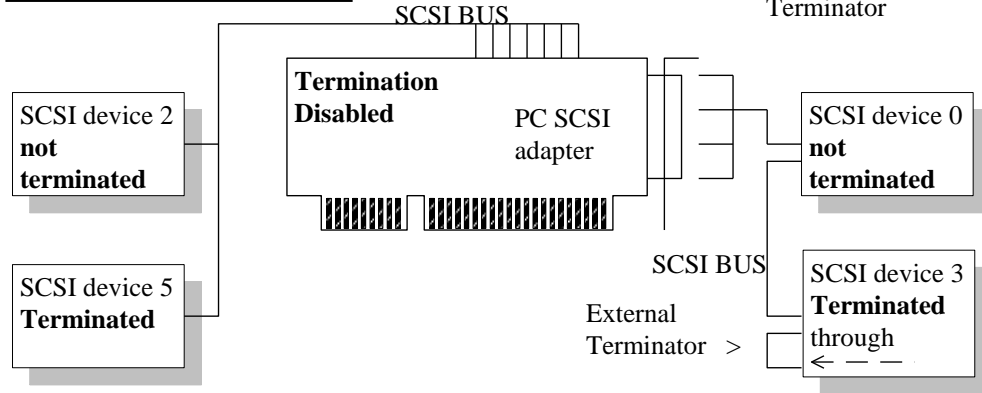 SCSI BUS
Terminator
Termination
Disabled
PC SCSI
adapter
SCSI device 2
not
terminated
SCSI device 0
not
terminated
SCSI device 5
Terminated
SCSI BUS
External
Terminator >
SCSI device 3
Terminated
through